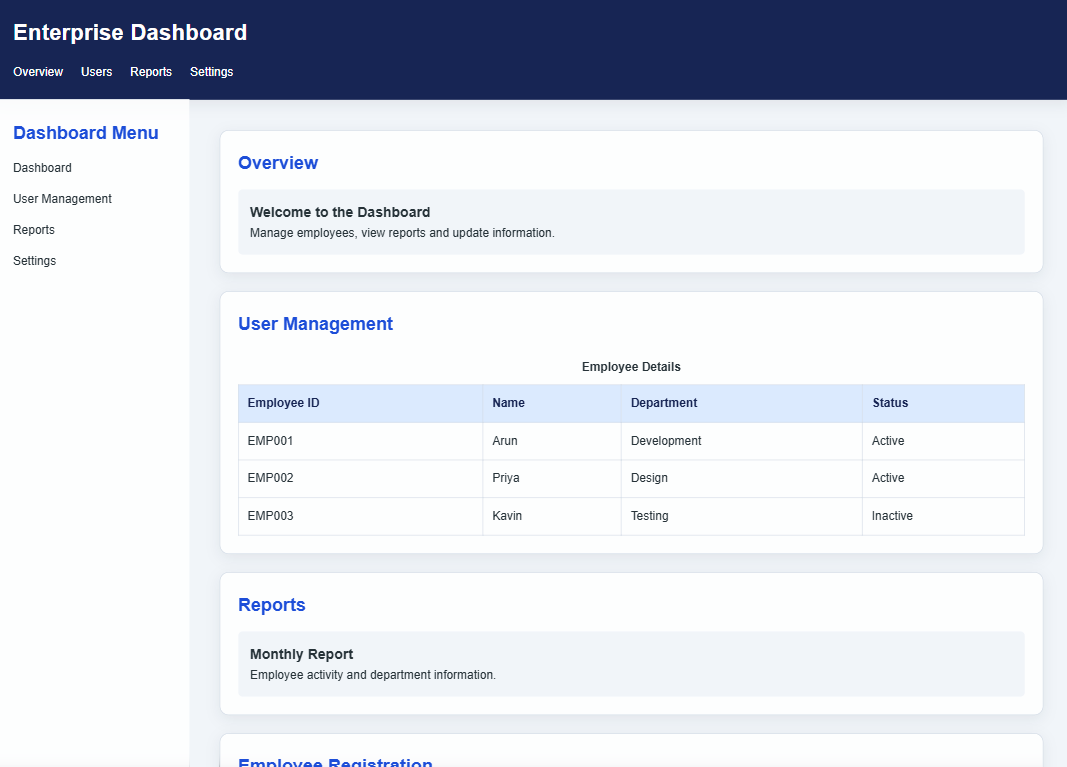 Enterprise Dashboard
Overview Users Reports Settings
Dashboard Menu
Dashboard
User Management
Reports
Settings
Overview
Welcome to the Dashboard
Manage employees, view reports and update information.
User Management
Employee Details
Employee ID Name Department Status
EMP001 Arun Development Active
EMP002 Priya Design Active
EMP003 Kavin Testing Inactive
Reports
Monthly Report
Employee activity and department information.
Employee Registration